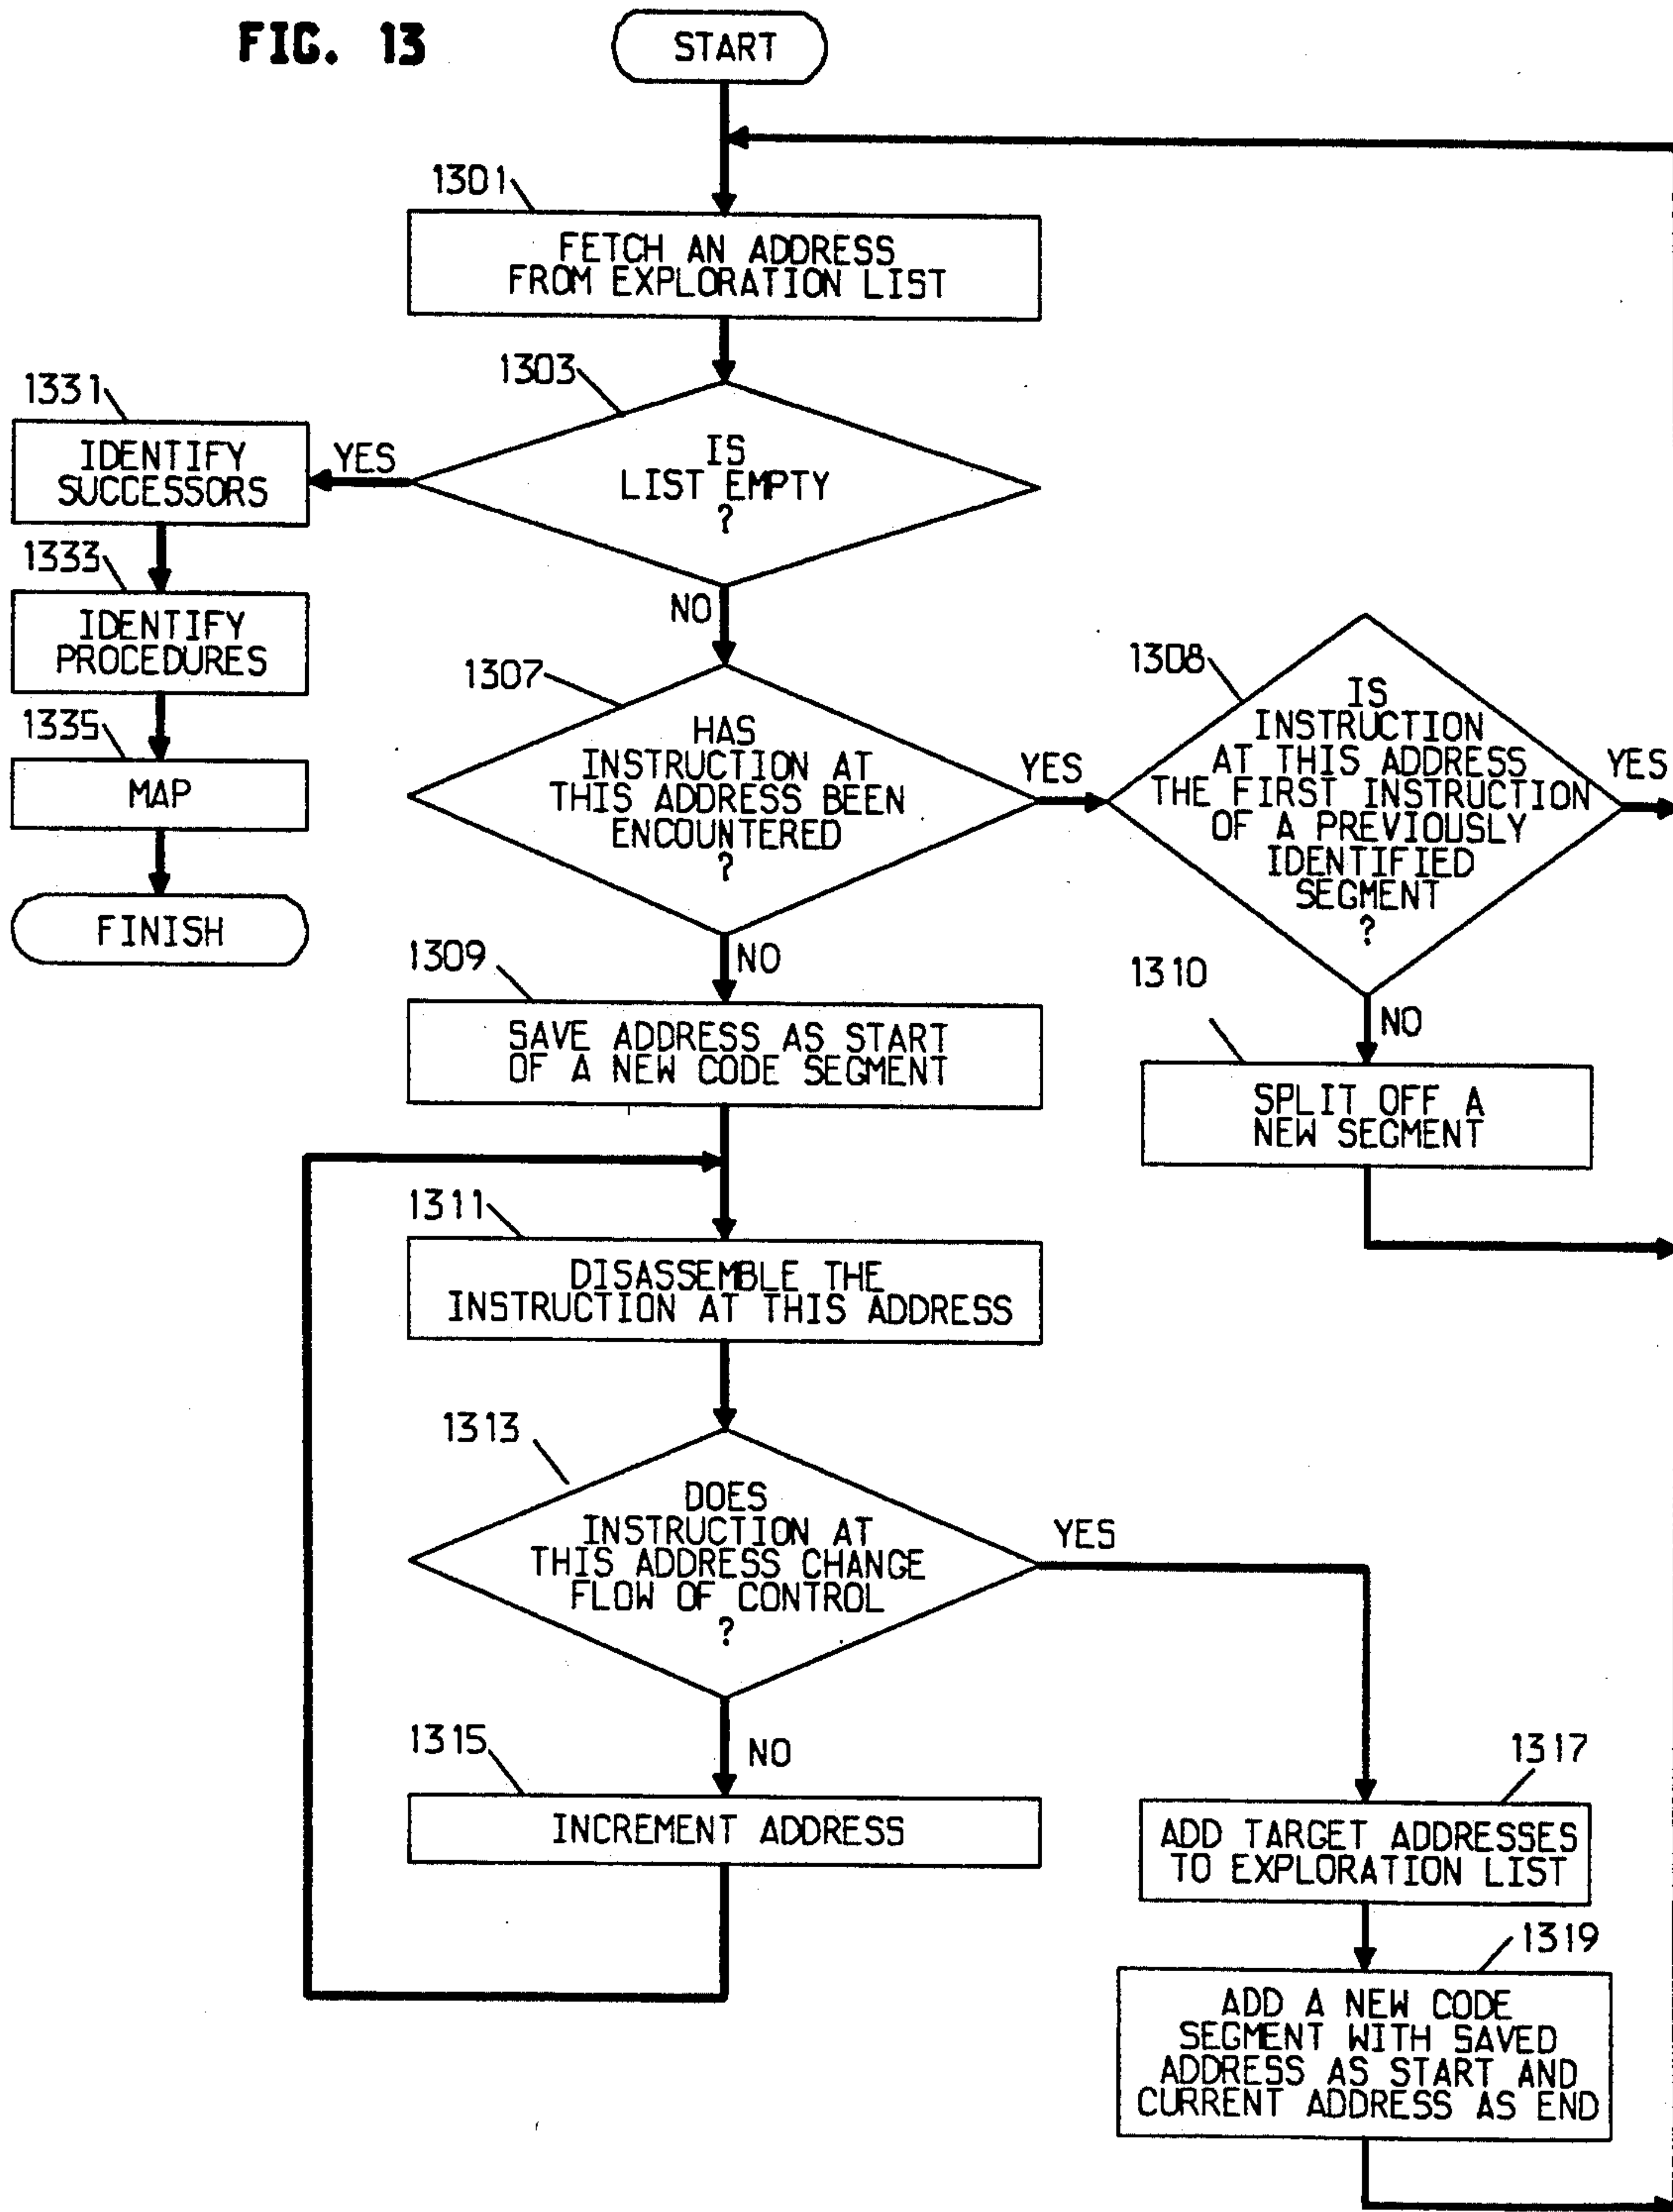 FIG. 13
START
1301
FETCH AN ADDRESS
FROM EXPLORATION LIST
1303
IS
LIST EMPTY
?
YES
1331
IDENTIFY
SUCCESSORS
1333
IDENTIFY
PROCEDURES
1335
MAP
FINISH
NO
1307
HAS
INSTRUCTION AT
THIS ADDRESS BEEN
ENCOUNTERED
?
YES
1308
IS
INSTRUCTION
AT THIS ADDRESS
THE FIRST INSTRUCTION
OF A PREVIOUSLY
IDENTIFIED
SEGMENT
?
YES
NO
1310
SPLIT OFF A
NEW SEGMENT
NO
1309
SAVE ADDRESS AS START
OF A NEW CODE SEGMENT
1311
DISASSEMBLE THE
INSTRUCTION AT THIS ADDRESS
1313
DOES
INSTRUCTION AT
THIS ADDRESS CHANGE
FLOW OF CONTROL
?
YES
NO
1315
INCREMENT ADDRESS
1317
ADD TARGET ADDRESSES
TO EXPLORATION LIST
1319
ADD A NEW CODE
SEGMENT WITH SAVED
ADDRESS AS START AND
CURRENT ADDRESS AS END